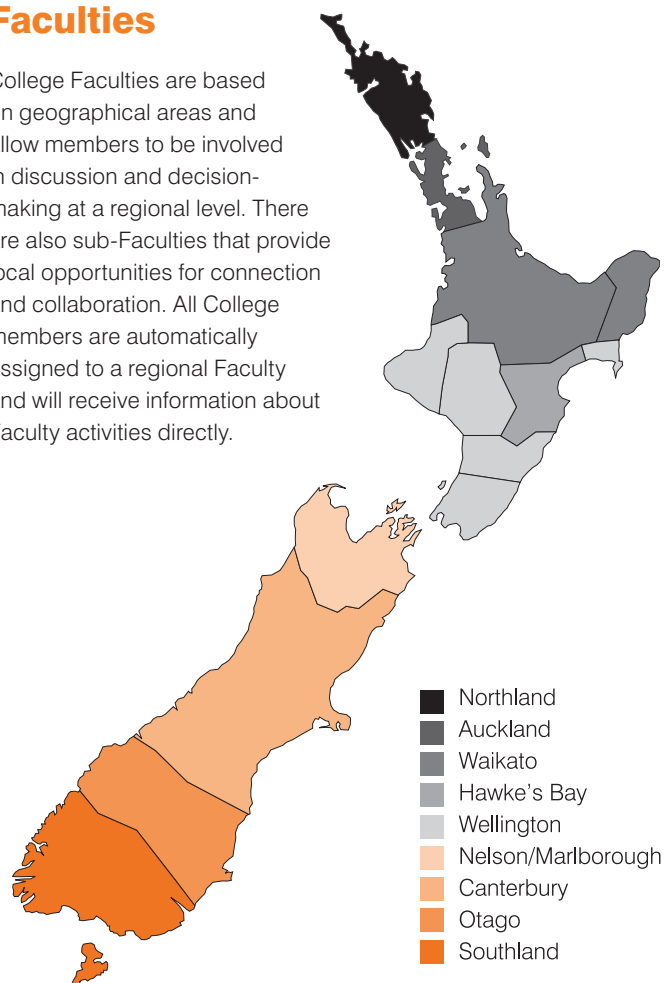 Faculties
College Faculties are based
n geographical areas and
llow members to be involved
n discussion and decision-
making at a regional level. There
re also sub-Faculties that provide
ocal opportunities for connection
nd collaboration. All College
members are automatically
ssigned to a regional Faculty
nd will receive information about
aculty activities directly.
Northland
Auckland
Waikato
Hawke's Bay
Wellington
Nelson/Marlborough
Canterbury
Otago
Southland